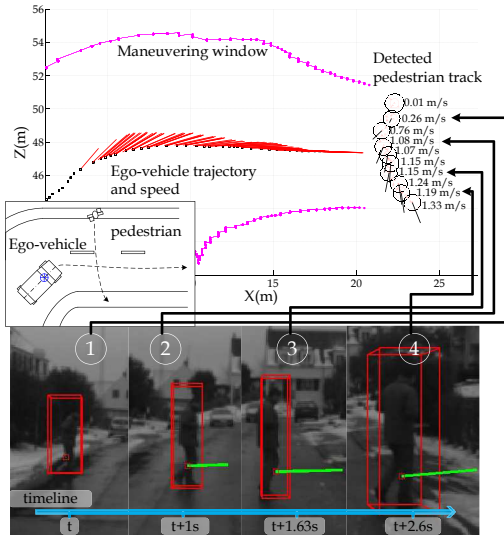 56
54
52
50
48
46
Z(m)
Maneuvering window
Detected
pedestrian track
0.01 m/s
0.26 m/s
0.76 m/s
1.08 m/s
1.07 m/s
1.15 m/s
1.15 m/s
1.24 m/s
1.19 m/s
1.33 m/s
Ego-vehicle trajectory
and speed
Ego-vehicle
pedestrian
15
20
25
X(m)
1
2
3
4
timeline
t
t+1s
t+1.63s
t+2.6s